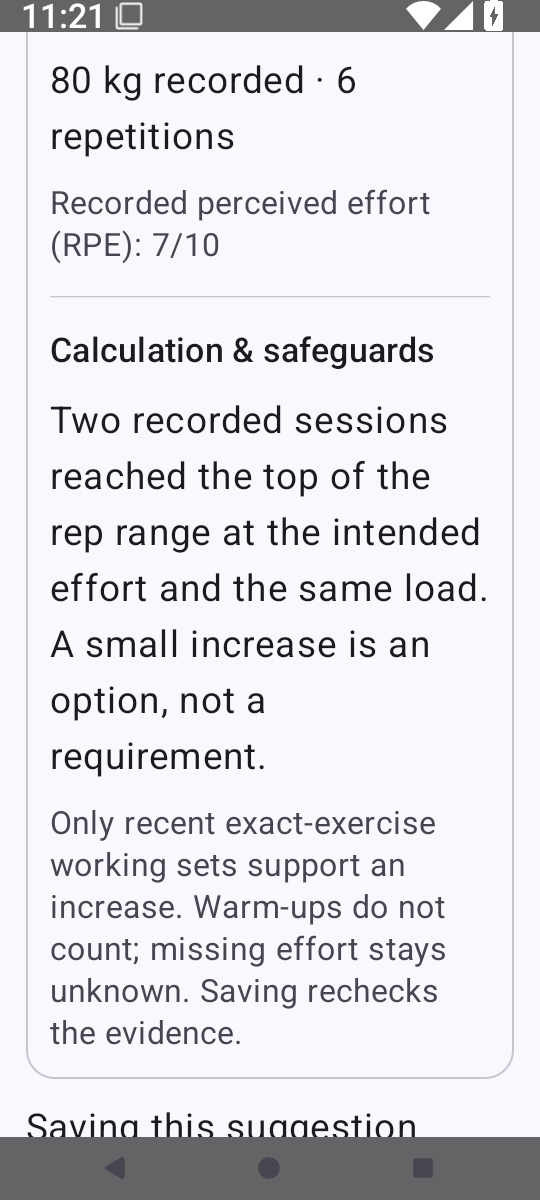 11:21
80 kg recorded · 6
repetitions
Recorded perceived effort
(RPE): 7/10
Calculation & safeguards
Two recorded sessions
reached the top of the
rep range at the intended
effort and the same load.
A small increase is an
option, not a
requirement.
Only recent exact-exercise
working sets support an
increase. Warm-ups do not
count; missing effort stays
unknown. Saving rechecks
the evidence.
Saving this suggestion